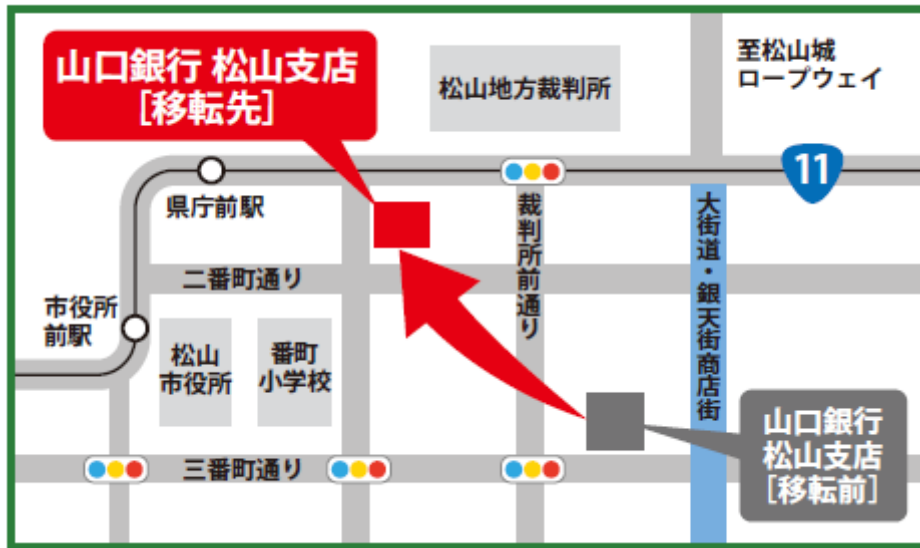 山口銀行 松山支店
[移転先]
松山地方裁判所
至松山城
ロープウェイ
11
県庁前駅
裁判所前通り
大街道・銀天街商店街
二番町通り
市役所
前駅
松山
市役所
番町
小学校
山口銀行
松山支店
[移転前]
三番町通り